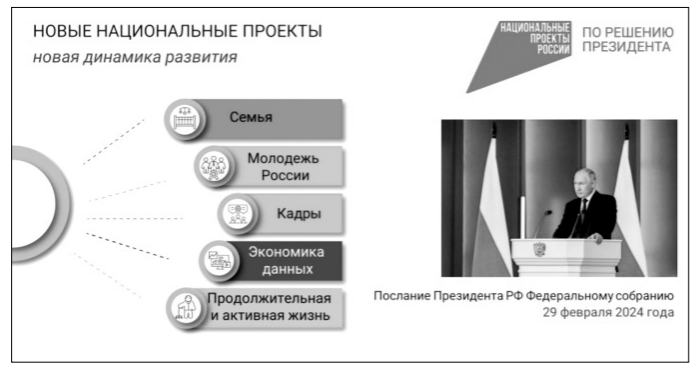 НОВЫЕ НАЦИОНАЛЬНЫЕ ПРОЕКТЫ
новая динамика развития
НАЦИОНАЛЬНЫЕ
ПРОЕКТЫ
РОССИИ
ПО РЕШЕНИЮ
ПРЕЗИДЕНТА
Семья
Молодежь
России
Кадры
Экономика
данных
Продолжительная
и активная жизнь
Послание Президента РФ Федеральному собранию
29 февраля 2024 года